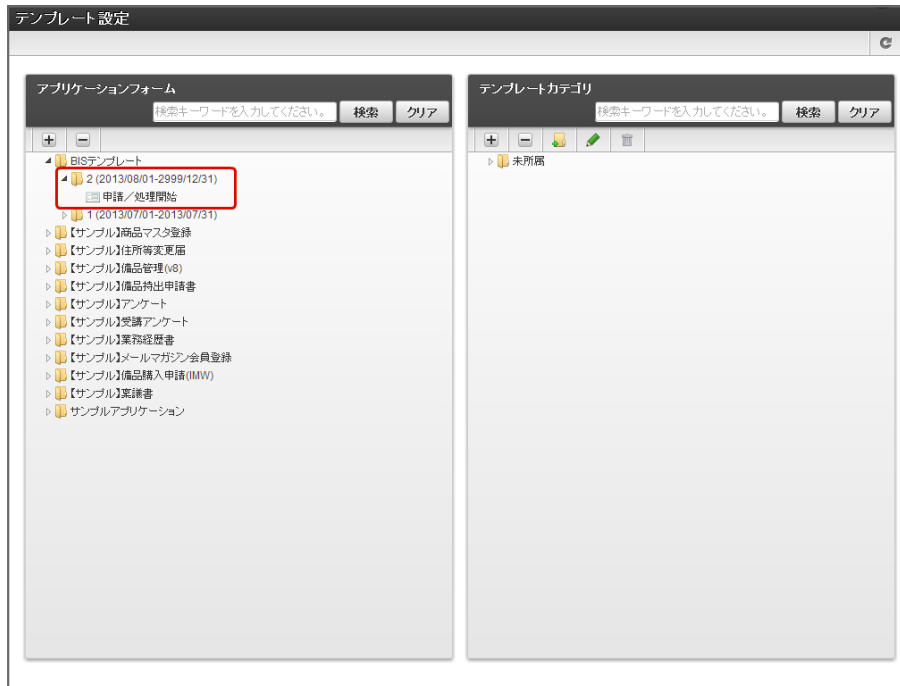 テンプレート設定
アプリケーションフォーム
検索キーワードを入力してください。 検索 クリア
BISテンプレート
2 (2013/08/01-2999/12/31)
申請／処理開始
1 (2013/07/01-2013/07/31)
【サンプル】商品マスタ登録
【サンプル】住所等変更届
【サンプル】備品管理(v8)
【サンプル】備品持出申請書
【サンプル】アンケート
【サンプル】受講アンケート
【サンプル】業務経歴書
【サンプル】メールマガジン会員登録
【サンプル】備品購入申請(IMW)
【サンプル】稟議書
サンプルアプリケーション
テンプレートカテゴリ
検索キーワードを入力してください。 検索 クリア
未所属